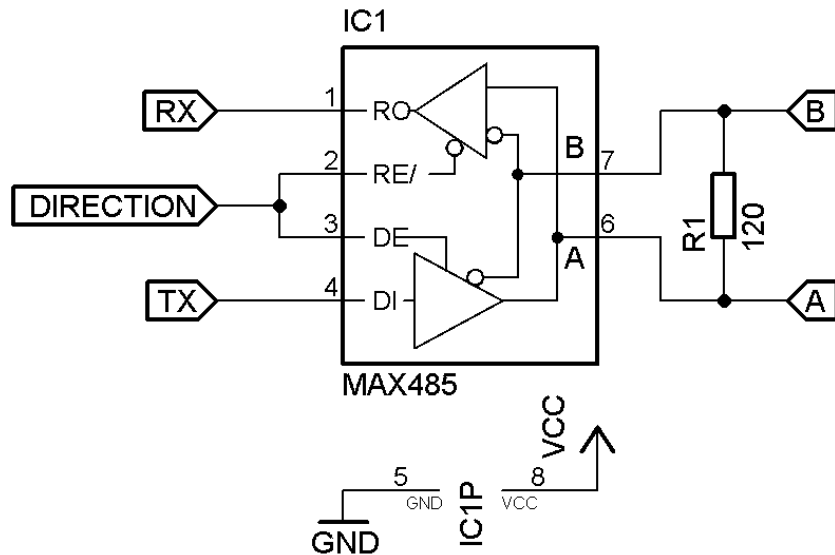 IC1
RX
1
RO
B
B
7
2
RE/
DIRECTION
R1
120
3
DE
6
A
TX
4
DI
A
MAX485
VCC
5
8
GND
VCC
IC1P
GND